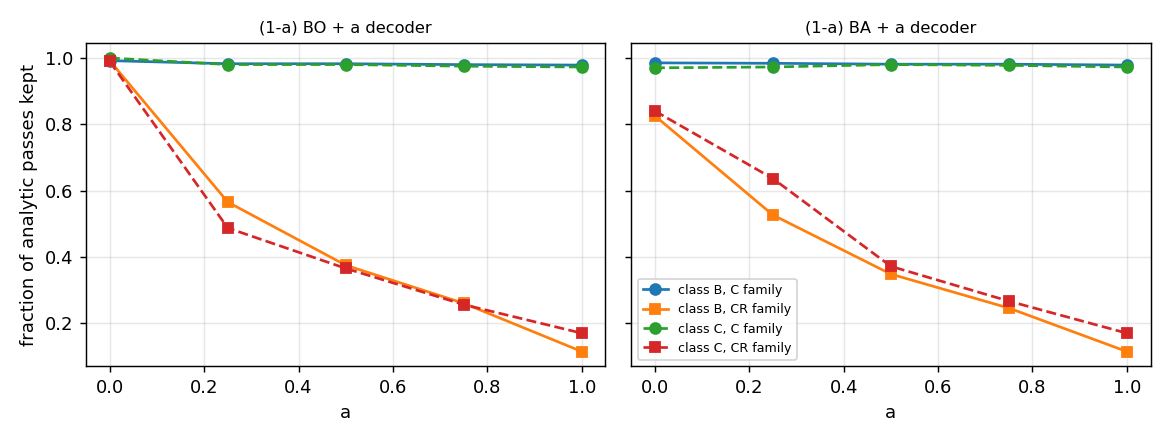 (1-a) BO + a decoder
(1-a) BA + a decoder
fraction of analytic passes kept
1.0
0.8
0.6
0.4
0.2
0.0 0.2 0.4 0.6 0.8 1.0
a
0.0 0.2 0.4 0.6 0.8 1.0
a
class B, C family
class B, CR family
class C, C family
class C, CR family